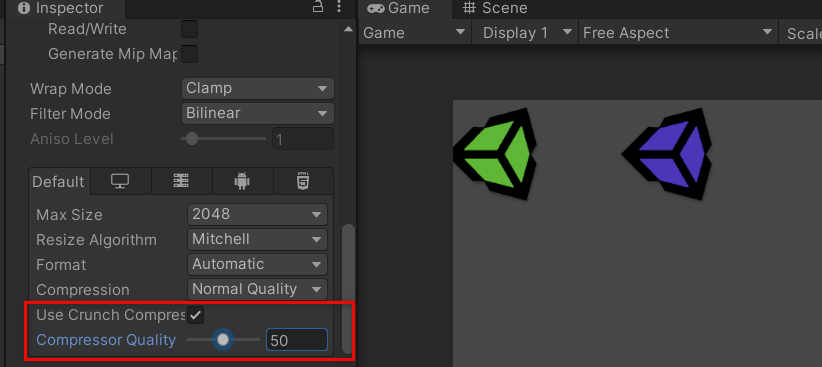 Inspector
Game
Scene
Read/Write
Generate Mip Map
Game
Display 1
Free Aspect
Scale
Wrap Mode
Clamp
Filter Mode
Bilinear
Aniso Level
1
Default
Max Size
2048
Resize Algorithm
Mitchell
Format
Automatic
Compression
Normal Quality
Use Crunch Compres
Compressor Quality
50